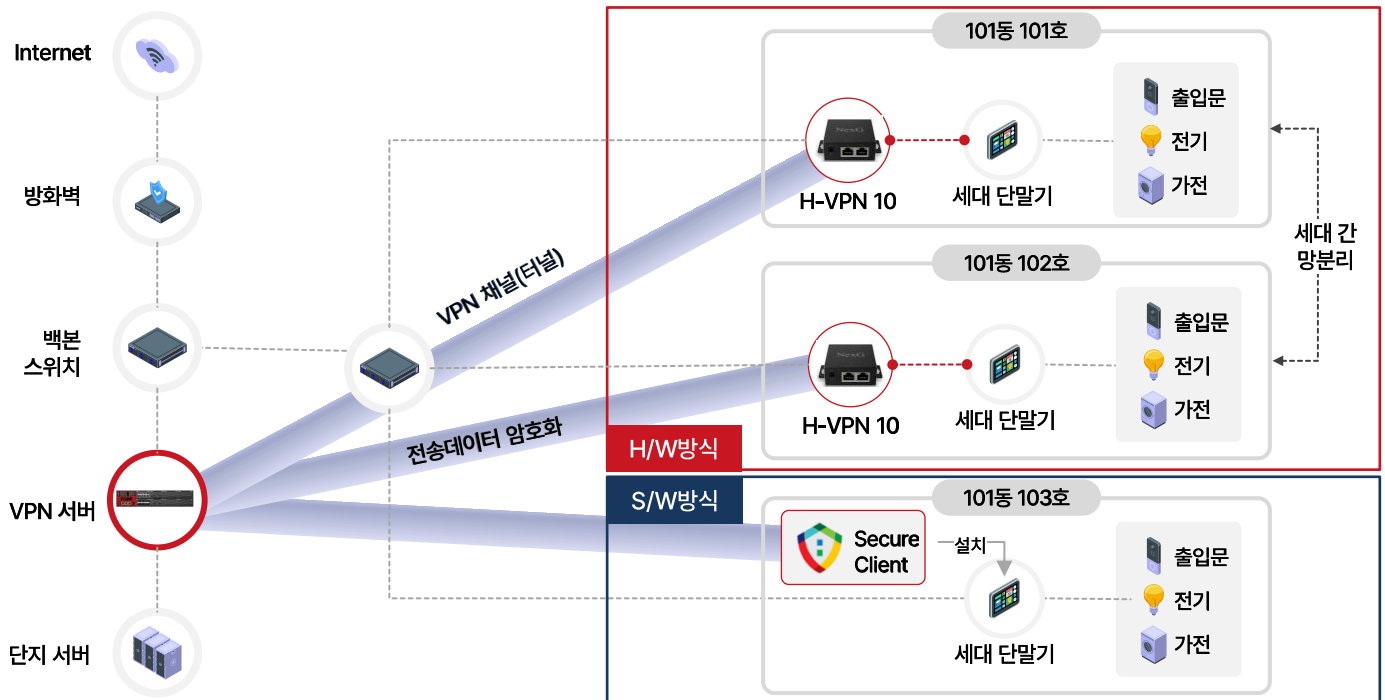 Internet
방화벽
백본
스위치
VPN 서버
단지 서버
VPN 채널(터널)
전송데이터 암호화
101동 101호
NexG
H-VPN 10
세대 단말기
출입문
전기
가전
101동 102호
NexG
H-VPN 10
세대 단말기
출입문
전기
가전
세대 간
망분리
H/W방식
S/W방식
101동 103호
Secure
Client
설치
세대 단말기
출입문
전기
가전